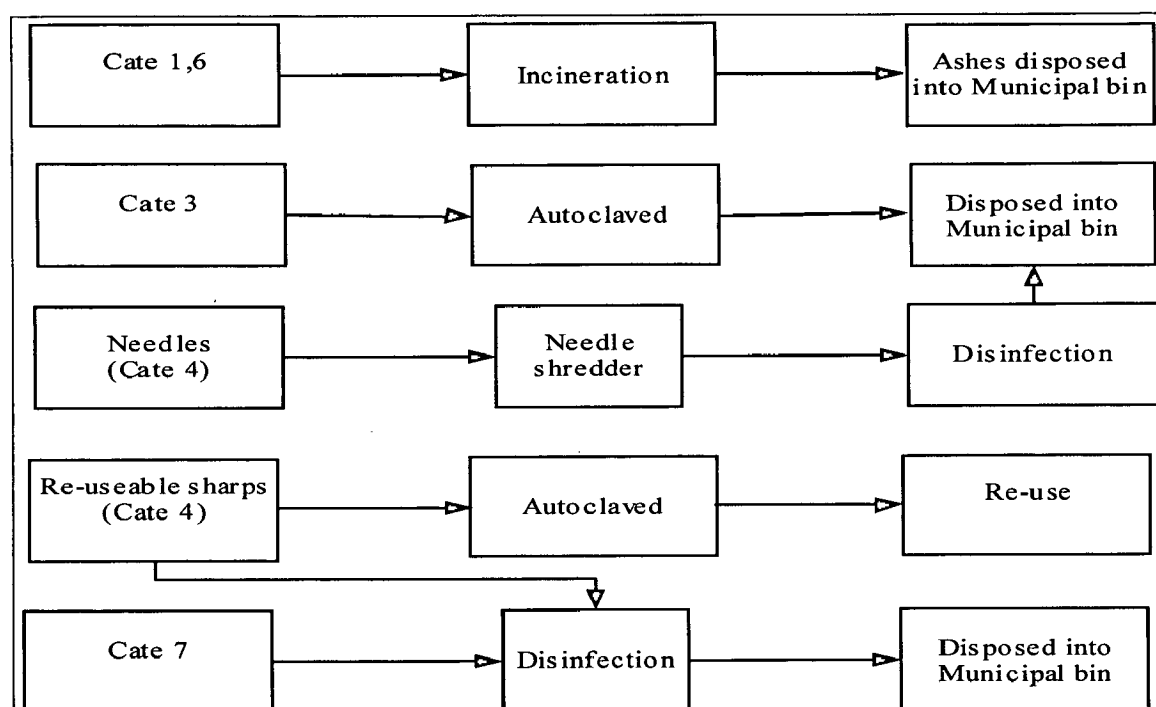 Cate 1,6
Incineration
Ashes disposed
into Municipal bin
Cate 3
Autoclaved
Disposed into
Municipal bin
Needles
(Cate 4)
Needle
shredder
Disinfection
Re-useable sharps
(Cate 4)
Autoclaved
Re-use
Cate 7
Disinfection
Disposed into
Municipal bin